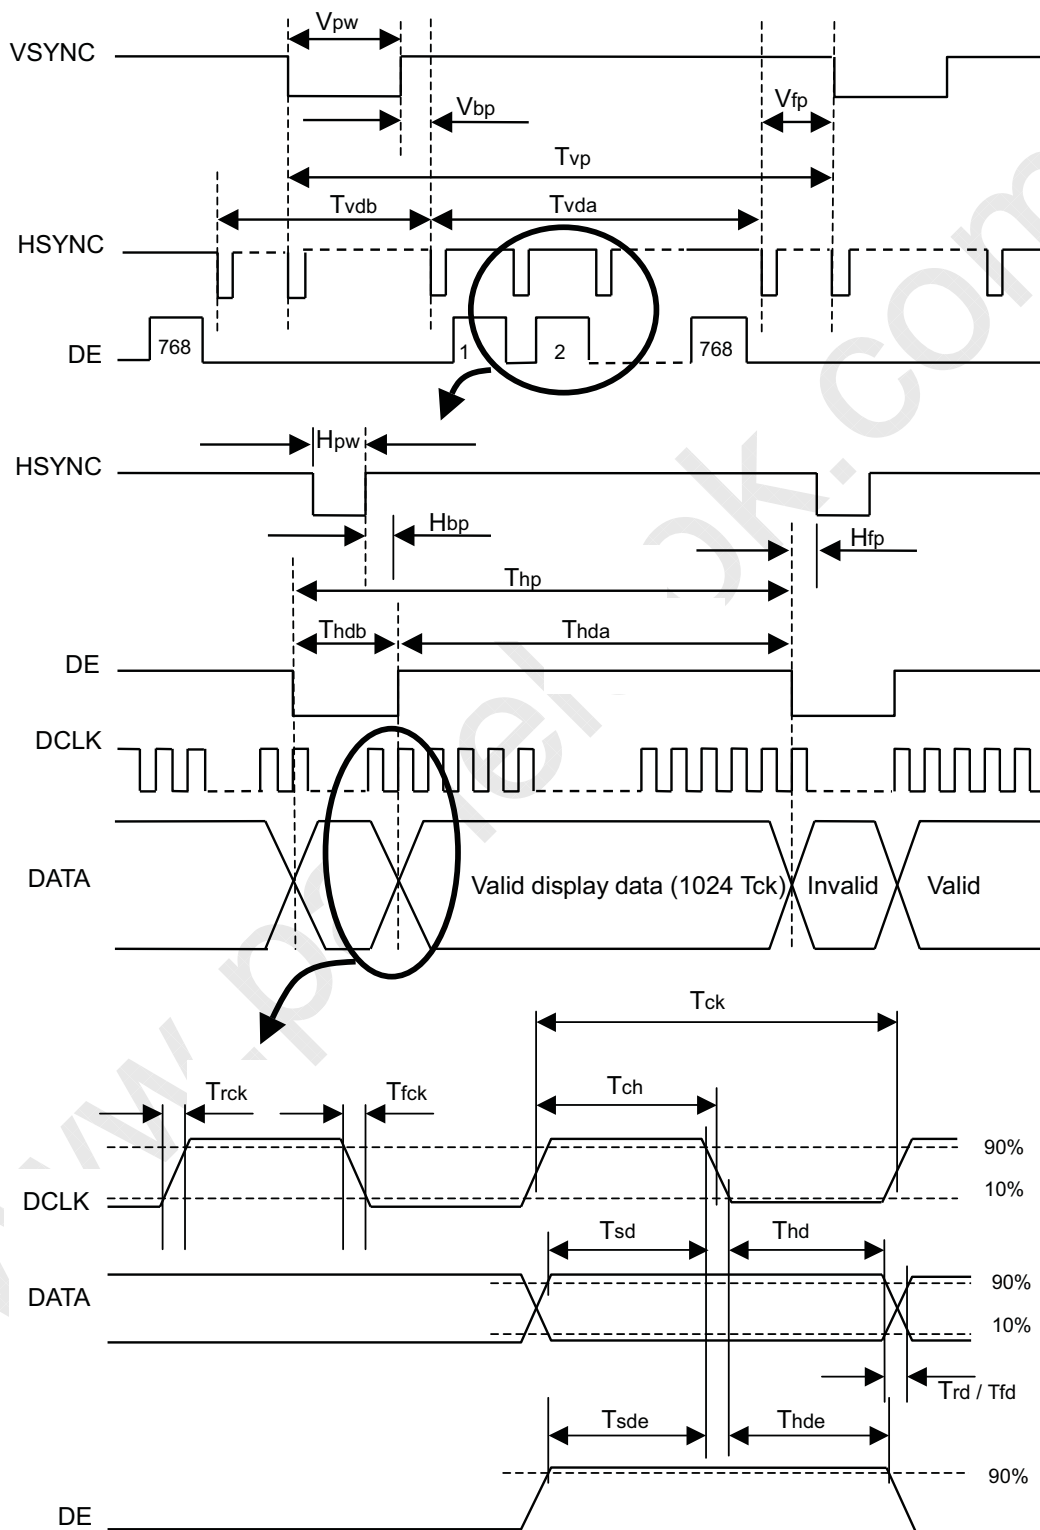 Vpw
VSYNC
Vbp
Vfp
Tvp
Tvdb
Tvda
HSYNC
768
1
2
768
DE
Hpw
HSYNC
Hbp
Hfp
Thp
Thdb
Thda
DE
DCLK
DATA
Valid display data (1024 Tck)
Invalid
Valid
Tck
Trck
Tfck
Tch
90%
10%
DCLK
Tsd
Thd
DATA
90%
10%
Trd / Tfd
Tsde
Thde
90%
DE